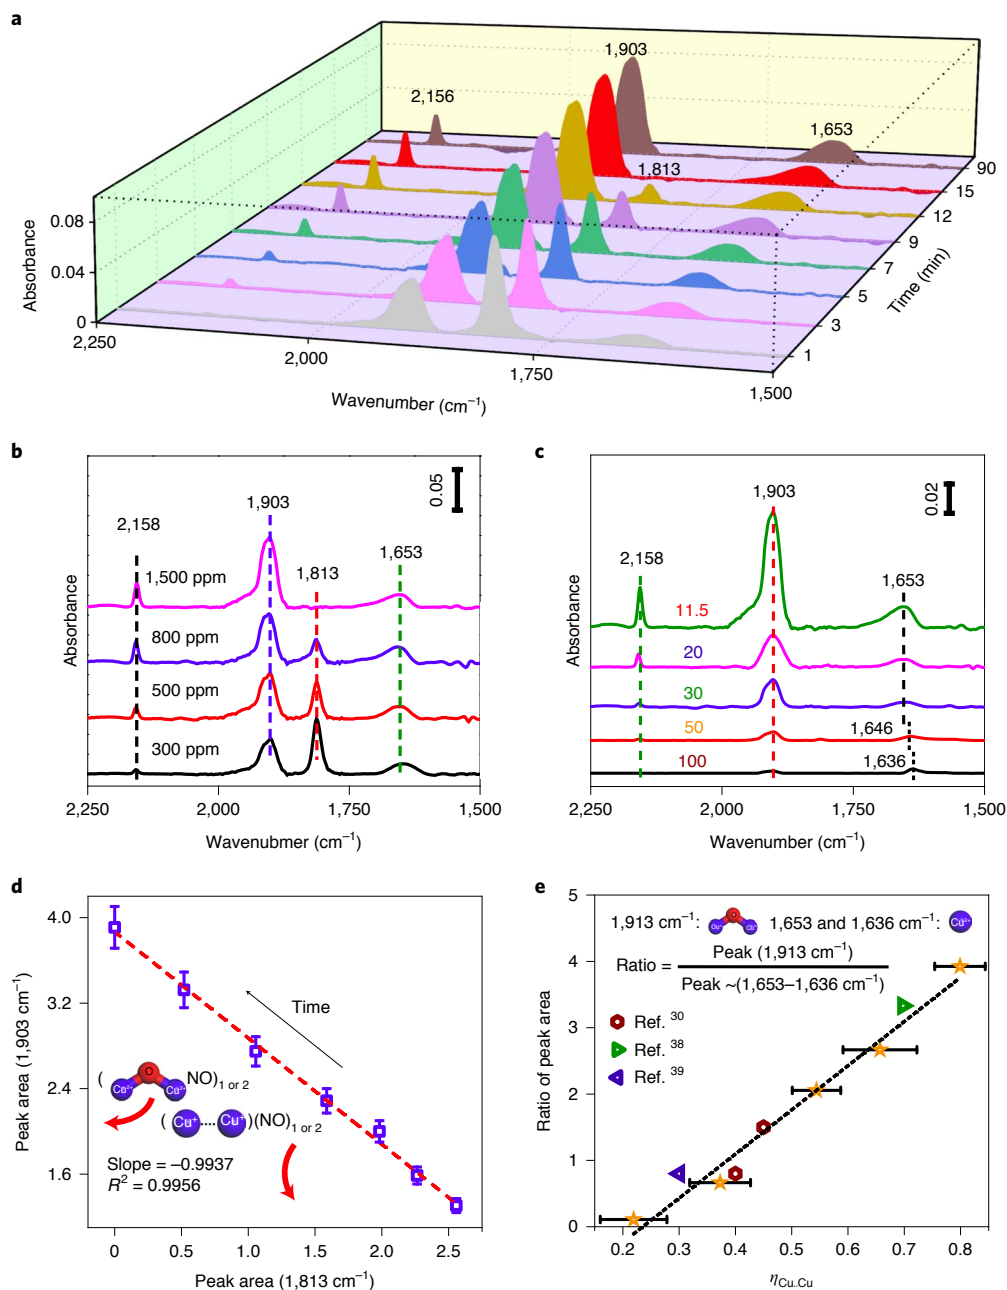 a
1,903
2,156
1,653
1,813
Absorbance
0.08
0.04
0
2,250
2,000
1,750
1,500
Wavenumber (cm⁻¹)
90
15
12
9
7
5
3
1
Time (min)
b
0.05
2,158
1,903
1,813
1,653
1,500 ppm
800 ppm
500 ppm
300 ppm
Absorbance
2,250
2,000
1,750
1,500
Wavenubmer (cm⁻¹)
c
0.02
1,903
2,158
1,653
11.5
20
30
50
1,646
100
1,636
Absorbance
2,250
2,000
1,750
1,500
Wavenumber (cm⁻¹)
d
4.0
3.2
2.4
1.6
Peak area (1,903 cm⁻¹)
Time
(Cu²⁺ O Cu²⁺ NO)1 or 2
(Cu⁺....Cu⁺)(NO)1 or 2
Slope = –0.9937
R² = 0.9956
0
0.5
1.0
1.5
2.0
2.5
Peak area (1,813 cm⁻¹)
e
5
4
3
2
1
0
Ratio of peak area
1,913 cm⁻¹: Cu²⁺ O Cu²⁺ 1,653 and 1,636 cm⁻¹: Cu²⁺
Ratio = Peak (1,913 cm⁻¹)
Peak ~(1,653–1,636 cm⁻¹)
Ref. ³⁰
Ref. ³⁸
Ref. ³⁹
0.2
0.3
0.4
0.5
0.6
0.7
0.8
ηCu..Cu